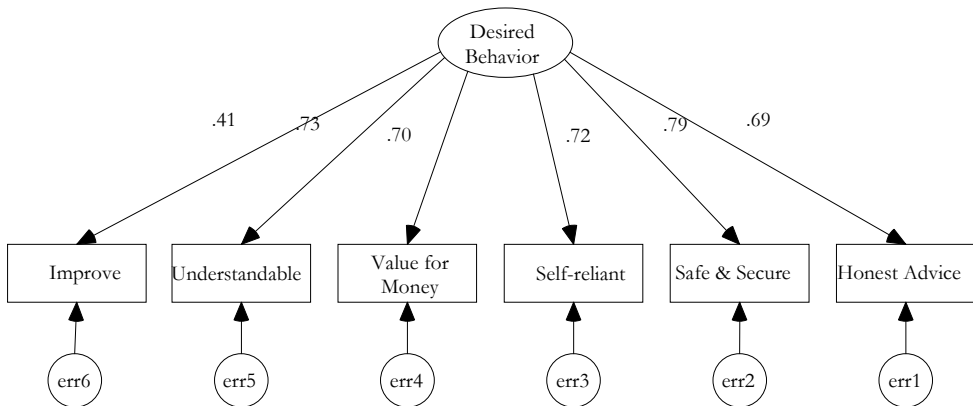 Desired
Behavior
.41
.73
.70
.72
.79
.69
Improve
Understandable
Value for
Money
Self-reliant
Safe & Secure
Honest Advice
err6
err5
err4
err3
err2
err1